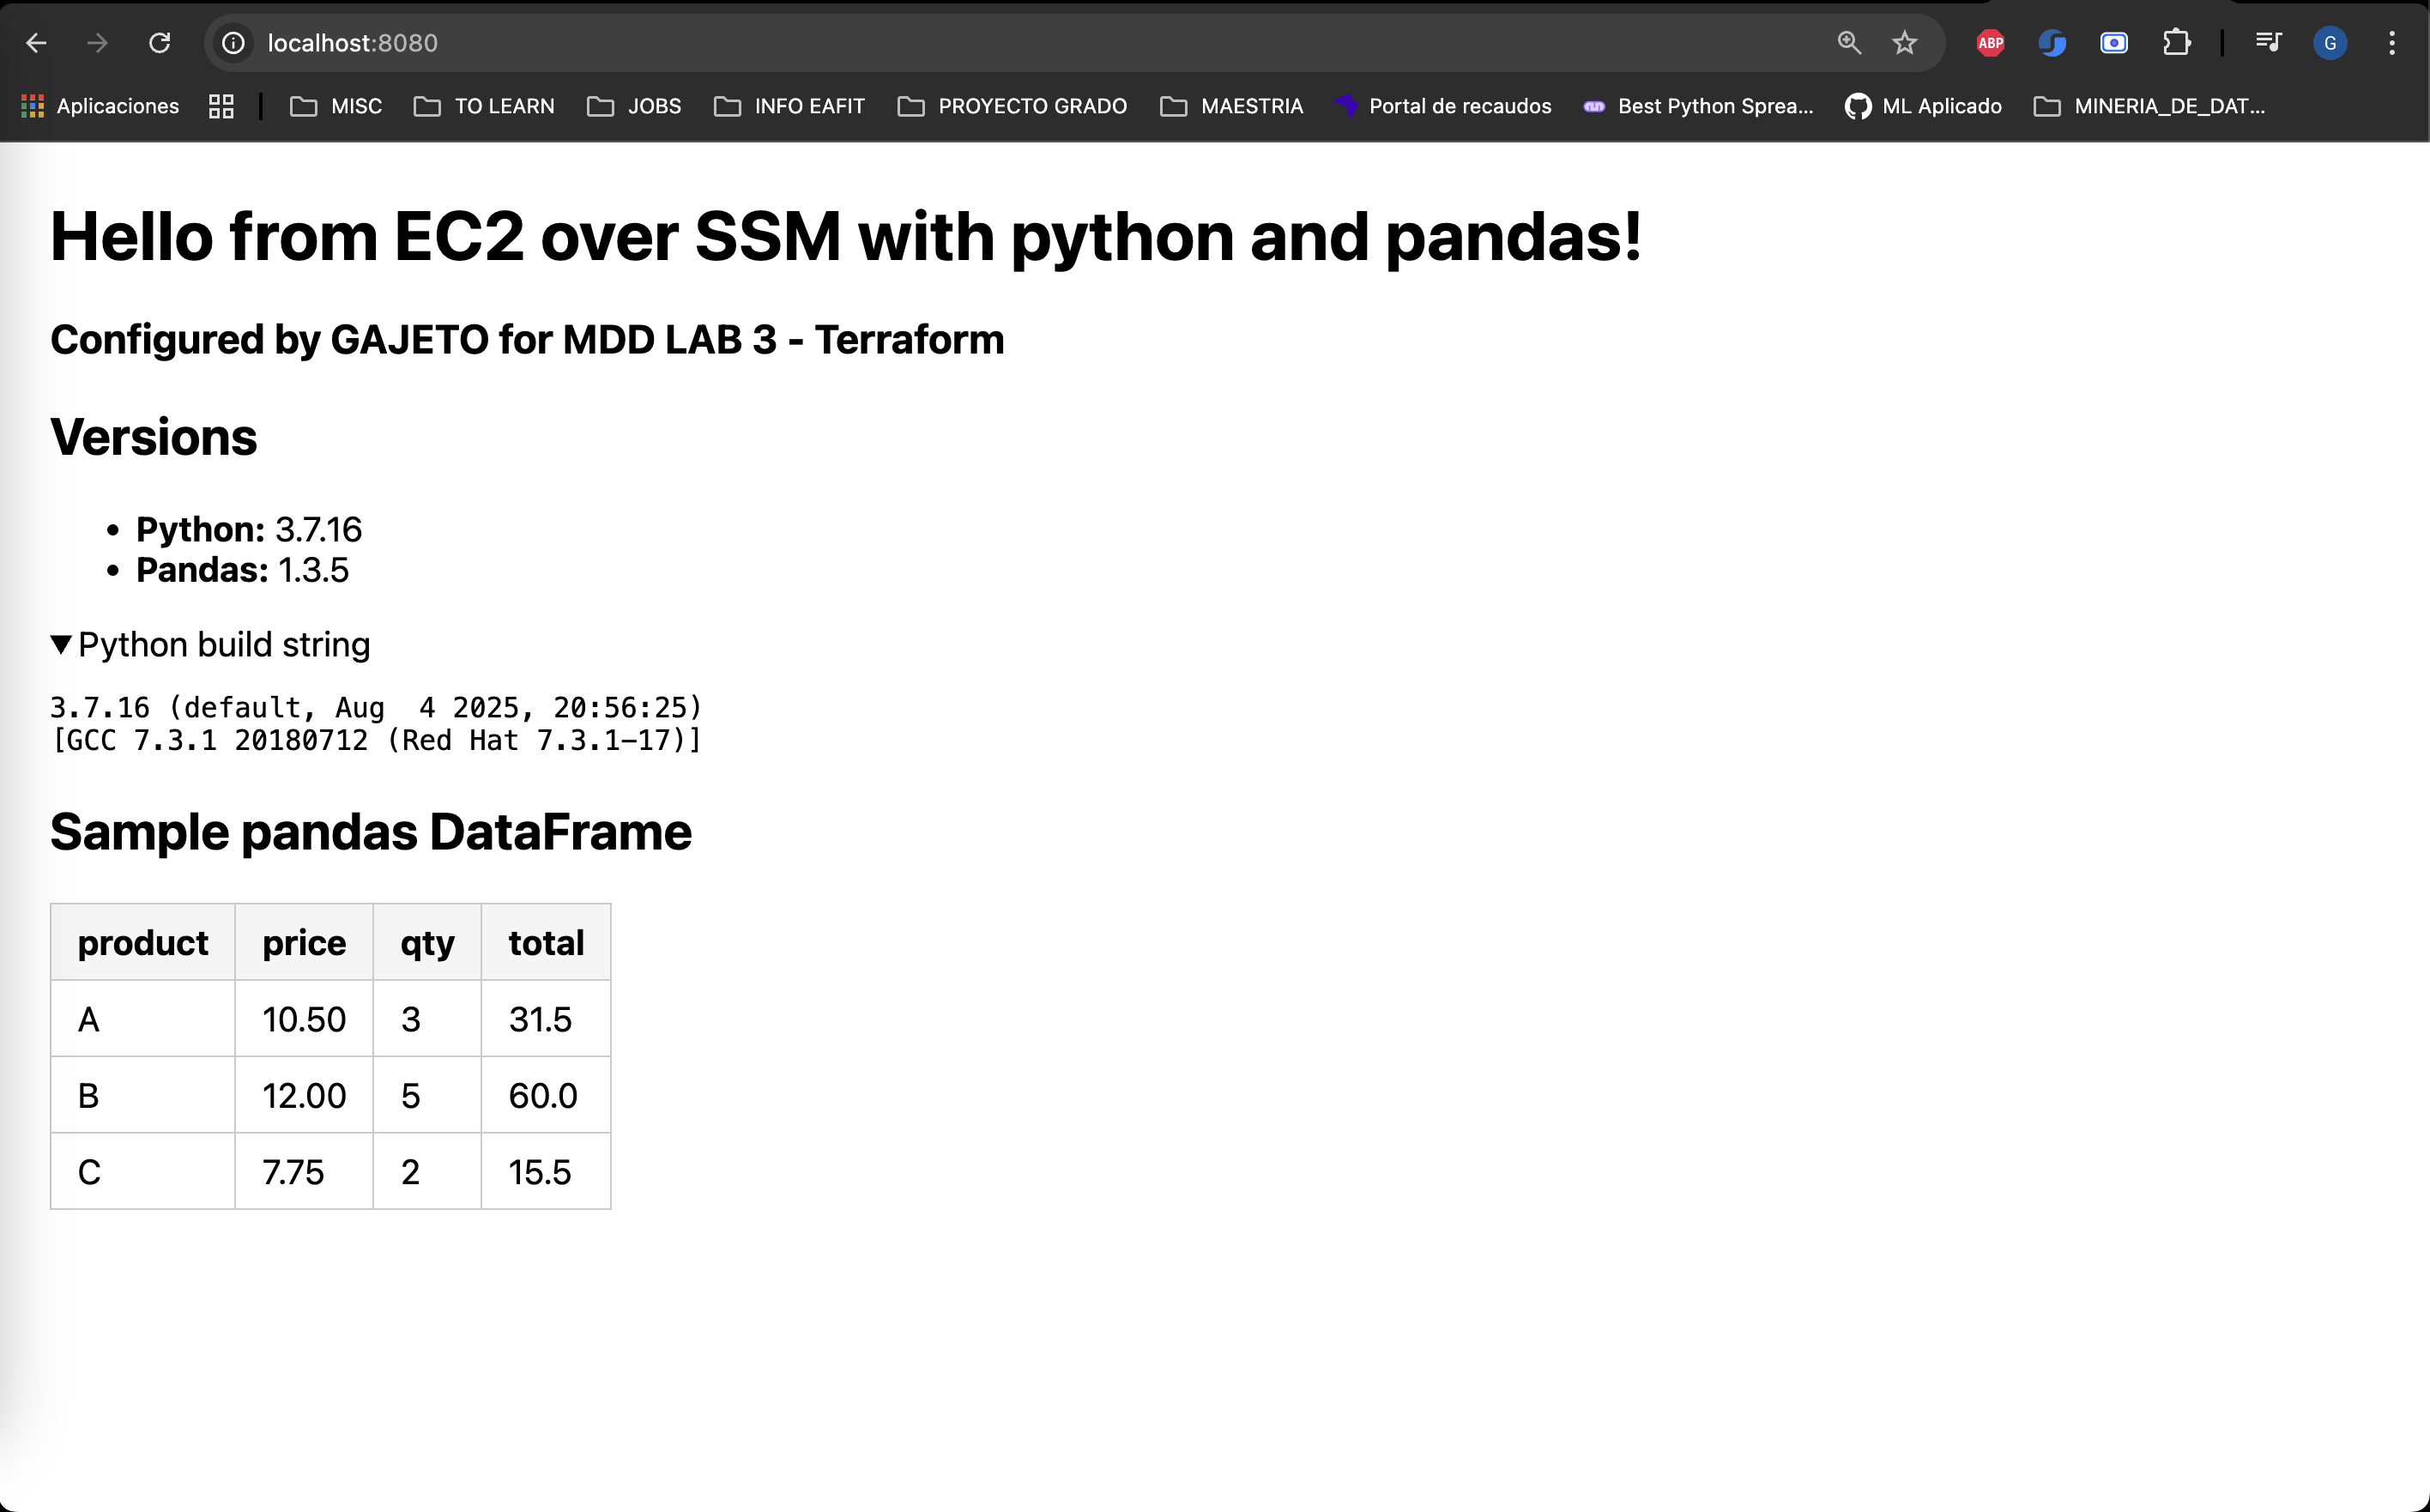 localhost:8080
ABP
G
Aplicaciones MISC TO LEARN JOBS INFO EAFIT PROYECTO GRADO MAESTRIA Portal de recaudos Best Python Sprea... ML Aplicado MINERIA_DE_DAT...
Hello from EC2 over SSM with python and pandas!
Configured by GAJETO for MDD LAB 3 - Terraform
Versions
• Python: 3.7.16
• Pandas: 1.3.5
▼ Python build string
3.7.16 (default, Aug  4 2025, 20:56:25)
[GCC 7.3.1 20180712 (Red Hat 7.3.1-17)]
Sample pandas DataFrame
product price qty total
A 10.50 3 31.5
B 12.00 5 60.0
C 7.75 2 15.5